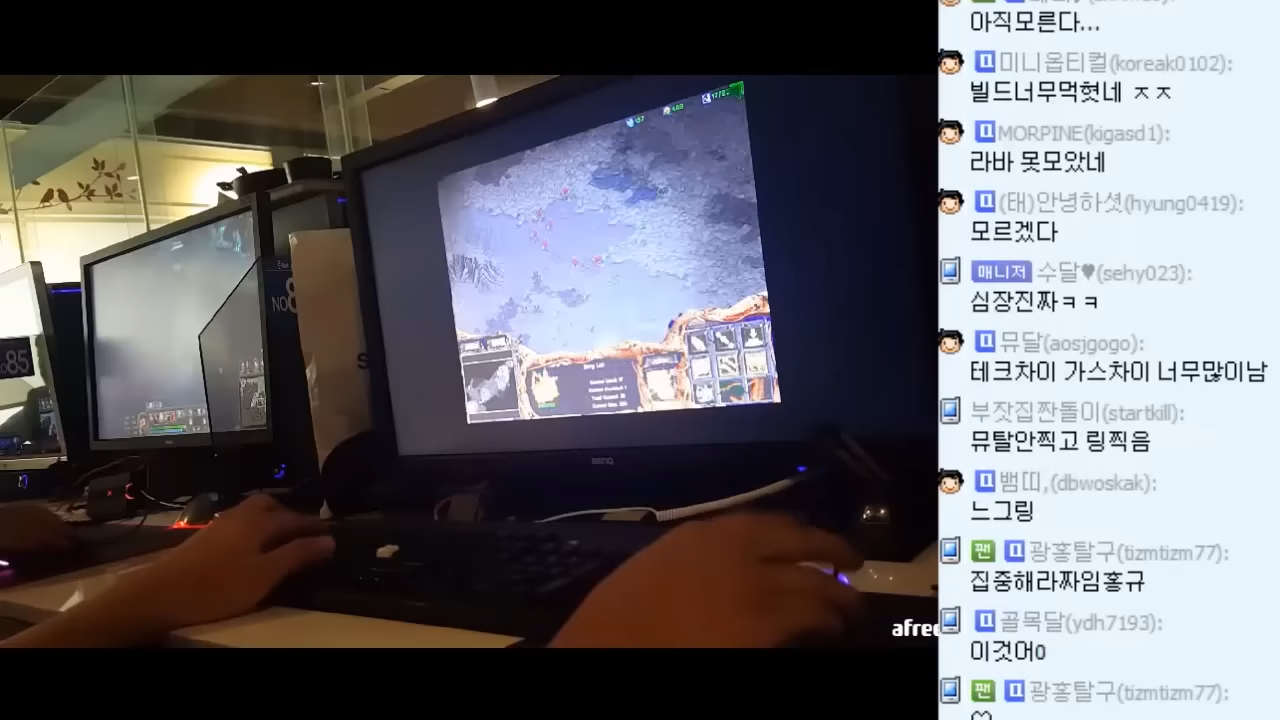 아직모른다...
미니옵티컬(koreak0102):
빌드너무먹혓네 ㅉㅉ
MORPINE(kigasd1):
라바 못모았네
(태)안녕하셧(hyung0419):
모르겠다
매니저 수달♥(sehy023):
심장진짜ㅋㅋ
뮤달(aosjgogo):
테크차이 가스차이 너무많이남
부잣집짠돌이(startkill):
뮤탈안찍고 링찍음
뱀띠,(dbwoskak):
느그링
팬 광홍탈구(tizmtizm77):
집중해라짜임홍규
골목달(ydh7193):
이것어o
팬 광홍탈구(tizmtizm77):
NO8
85
BenQ
afree